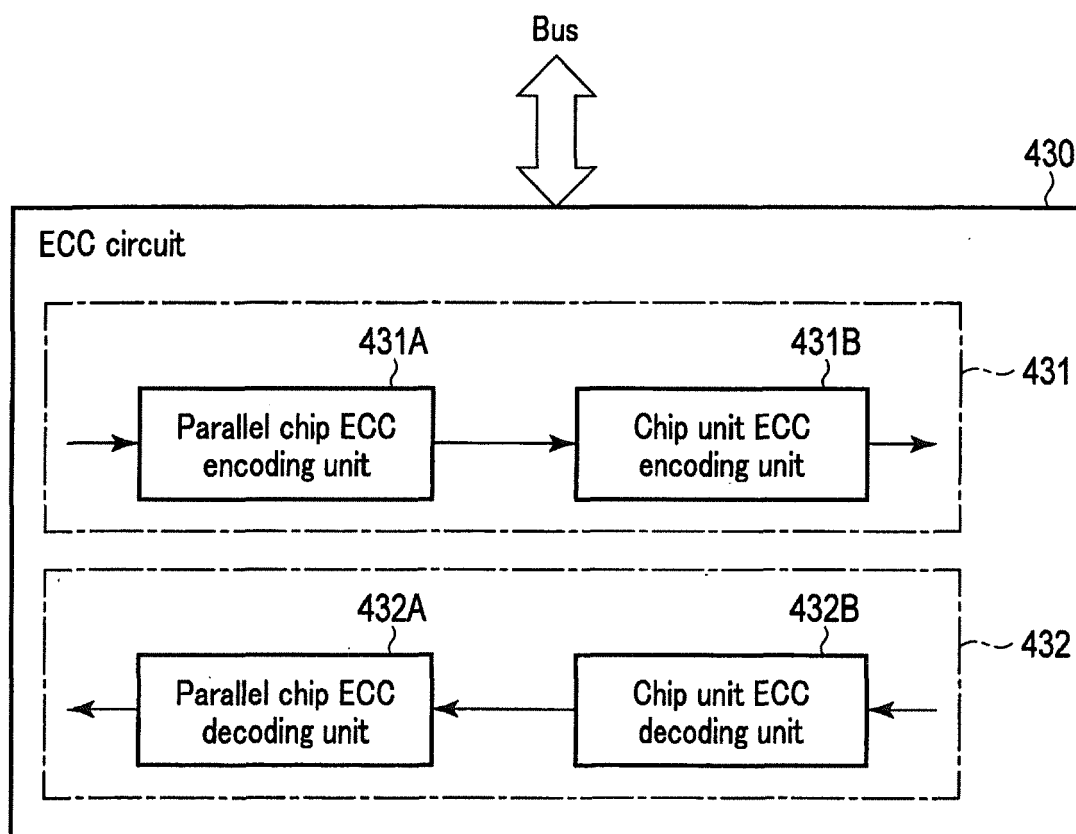 Bus
430
ECC circuit
431A
431B
431
Parallel chip ECC
encoding unit
Chip unit ECC
encoding unit
432A
432B
432
Parallel chip ECC
decoding unit
Chip unit ECC
decoding unit